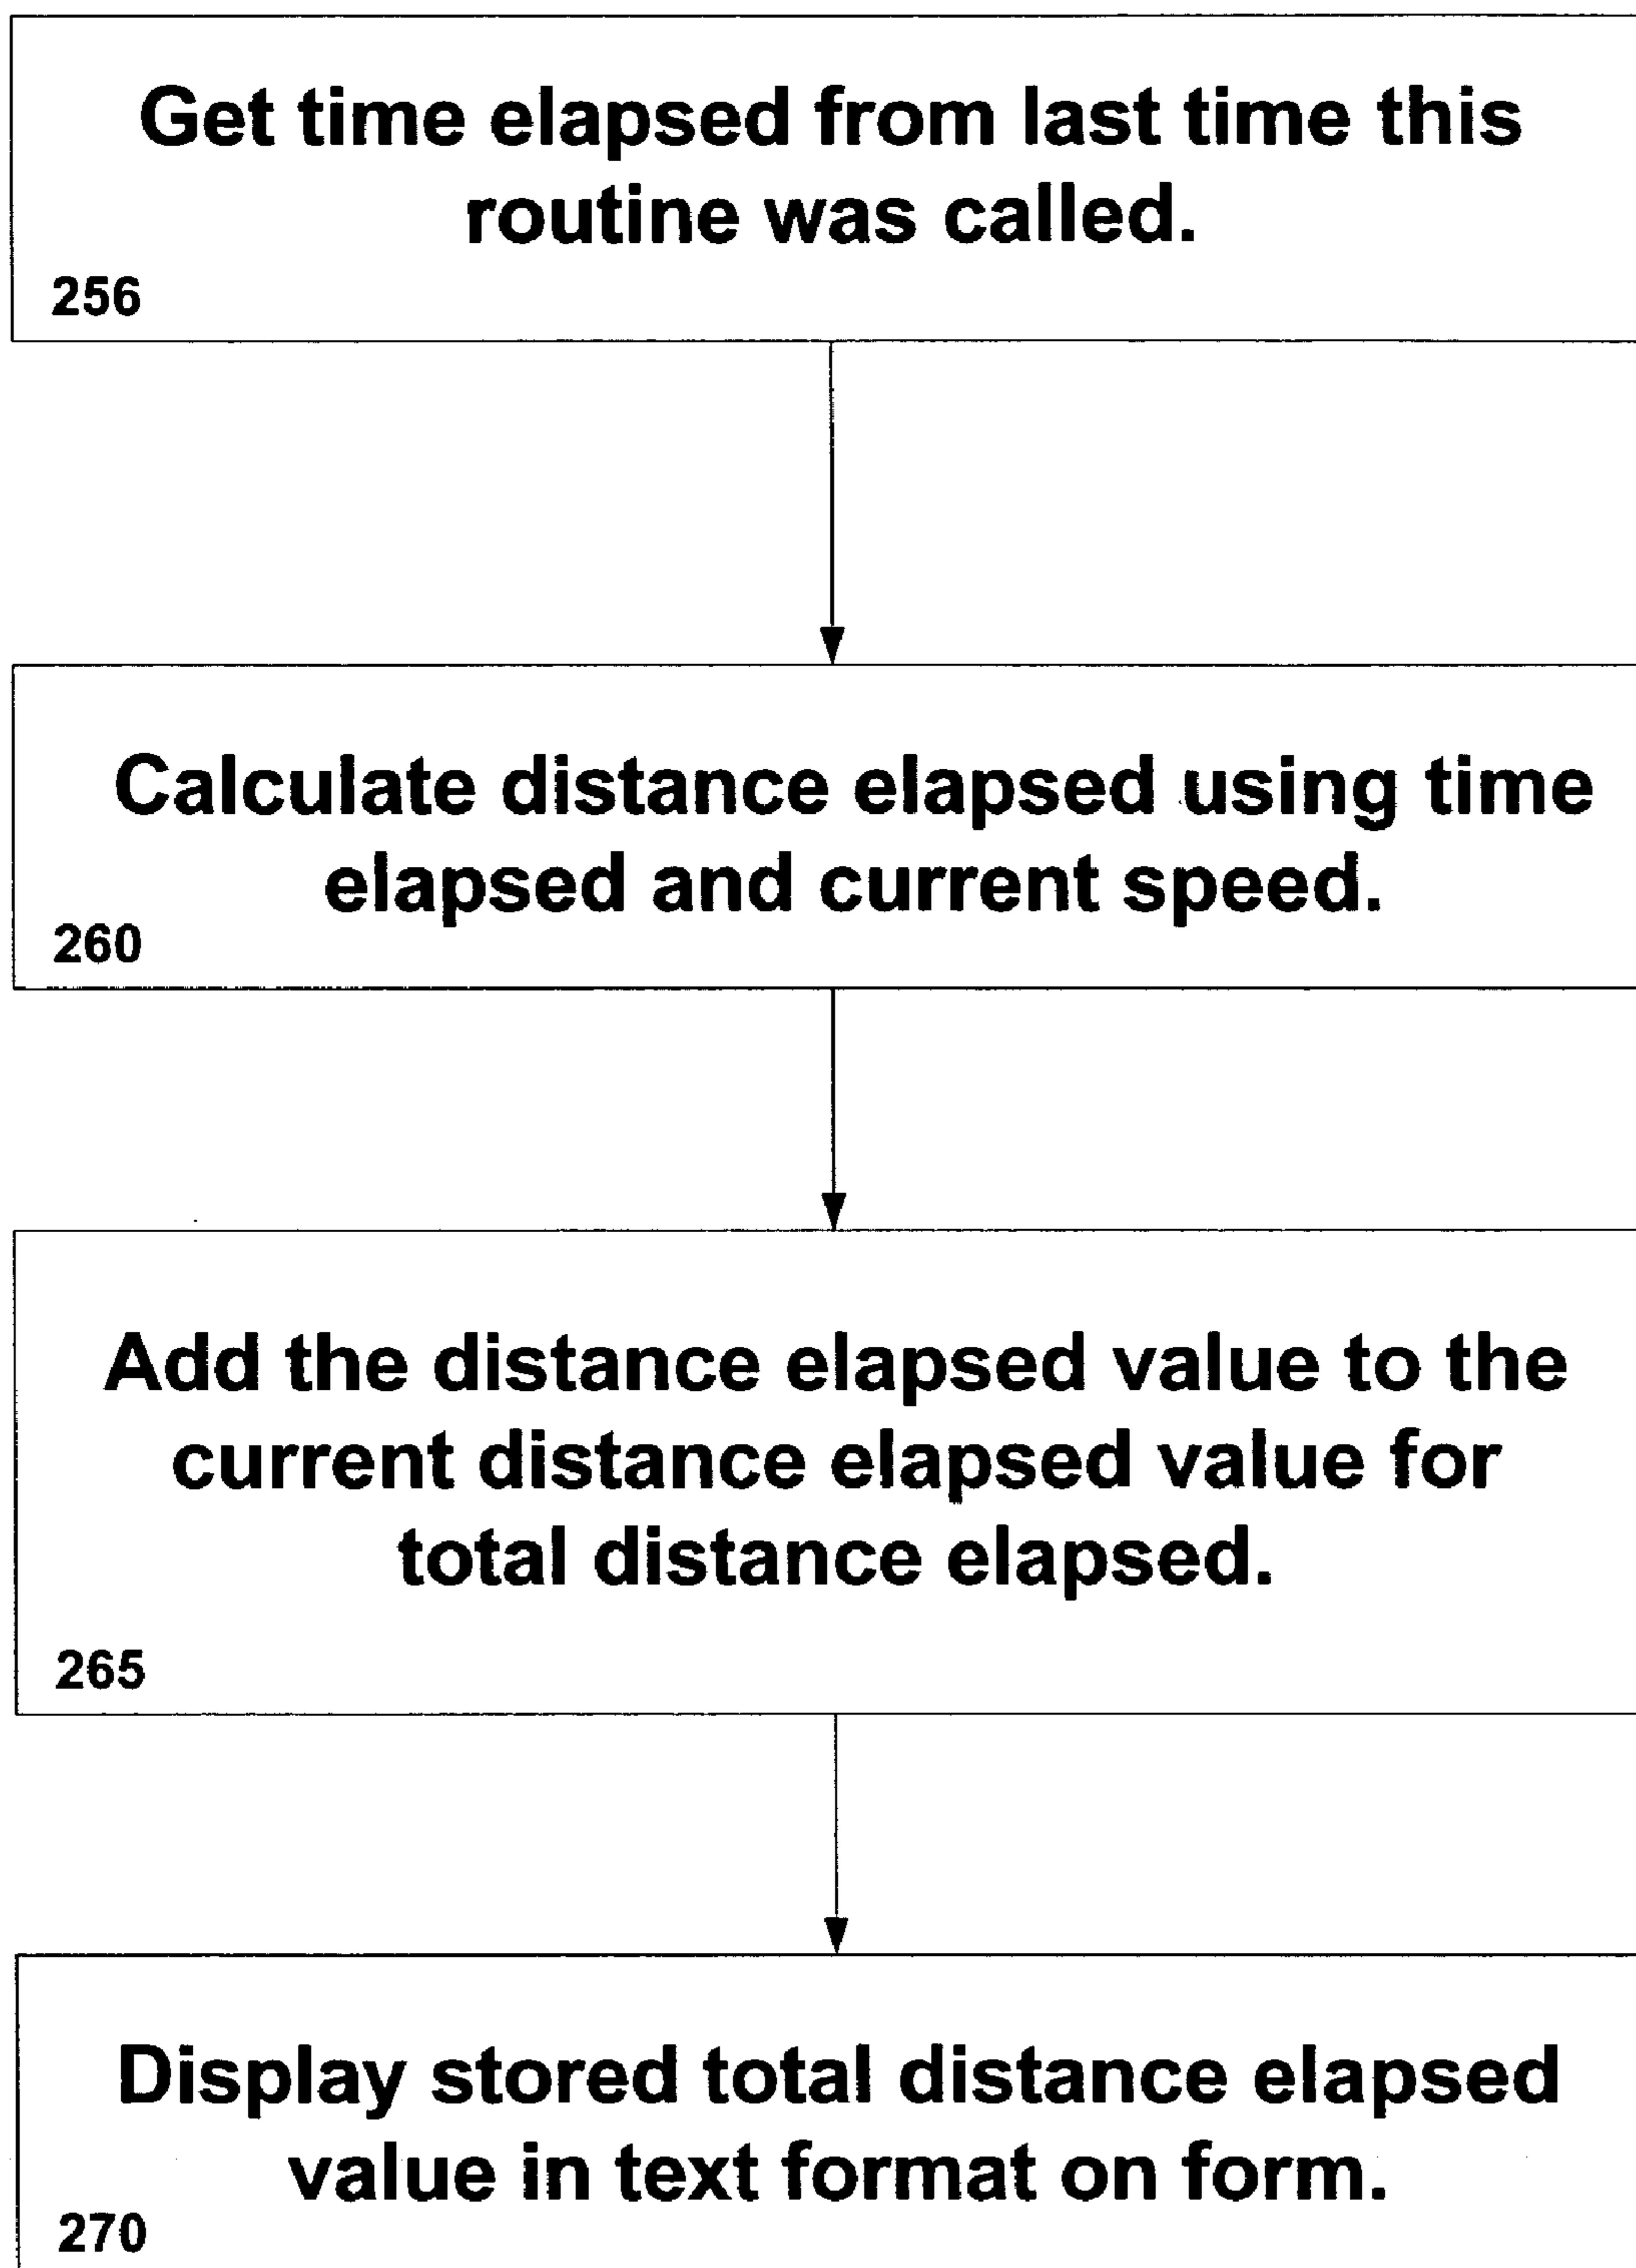 Get time elapsed from last time this
routine was called.
256
Calculate distance elapsed using time
elapsed and current speed.
260
Add the distance elapsed value to the
current distance elapsed value for
total distance elapsed.
265
Display stored total distance elapsed
value in text format on form.
270